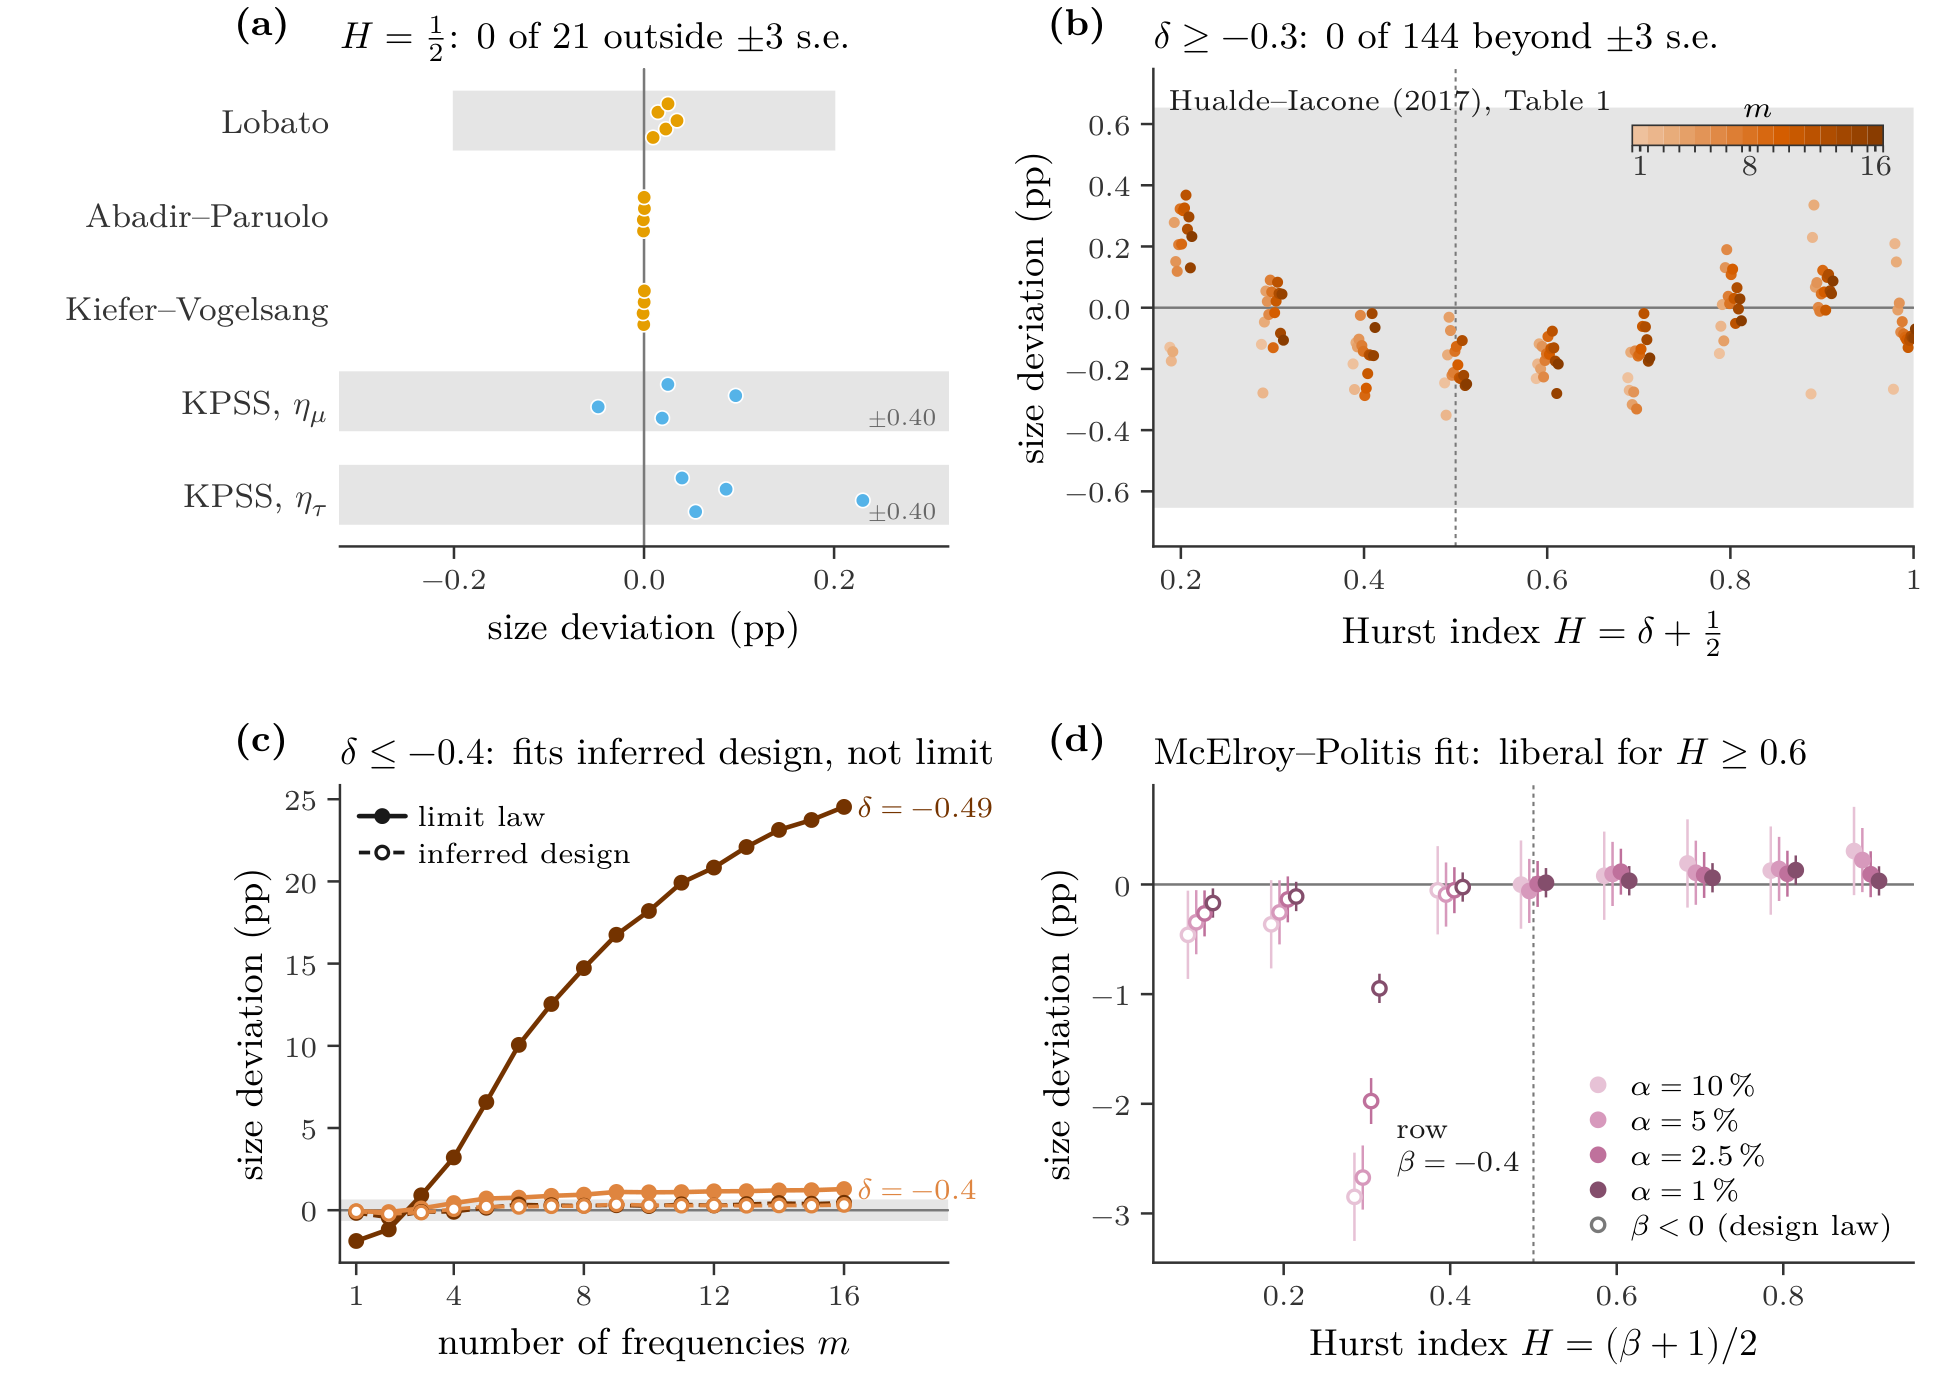 (a)
H = 1/2: 0 of 21 outside ±3 s.e.
Lobato
Abadir–Paruolo
Kiefer–Vogelsang
KPSS, ημ
±0.40
KPSS, ητ
±0.40
−0.2 0.0 0.2
size deviation (pp)
(b)
δ ≥ −0.3: 0 of 144 beyond ±3 s.e.
Hualde–Iacone (2017), Table 1
m
1 8 16
size deviation (pp)
0.6
0.4
0.2
0.0
−0.2
−0.4
−0.6
0.2 0.4 0.6 0.8 1
Hurst index H = δ + 1/2
(c)
δ ≤ −0.4: fits inferred design, not limit
limit law
inferred design
δ = −0.49
δ = −0.4
size deviation (pp)
25
20
15
10
5
0
1 4 8 12 16
number of frequencies m
(d)
McElroy–Politis fit: liberal for H ≥ 0.6
size deviation (pp)
0
−1
−2
−3
row
β = −0.4
α = 10 %
α = 5 %
α = 2.5 %
α = 1 %
β < 0 (design law)
0.2 0.4 0.6 0.8
Hurst index H = (β + 1)/2